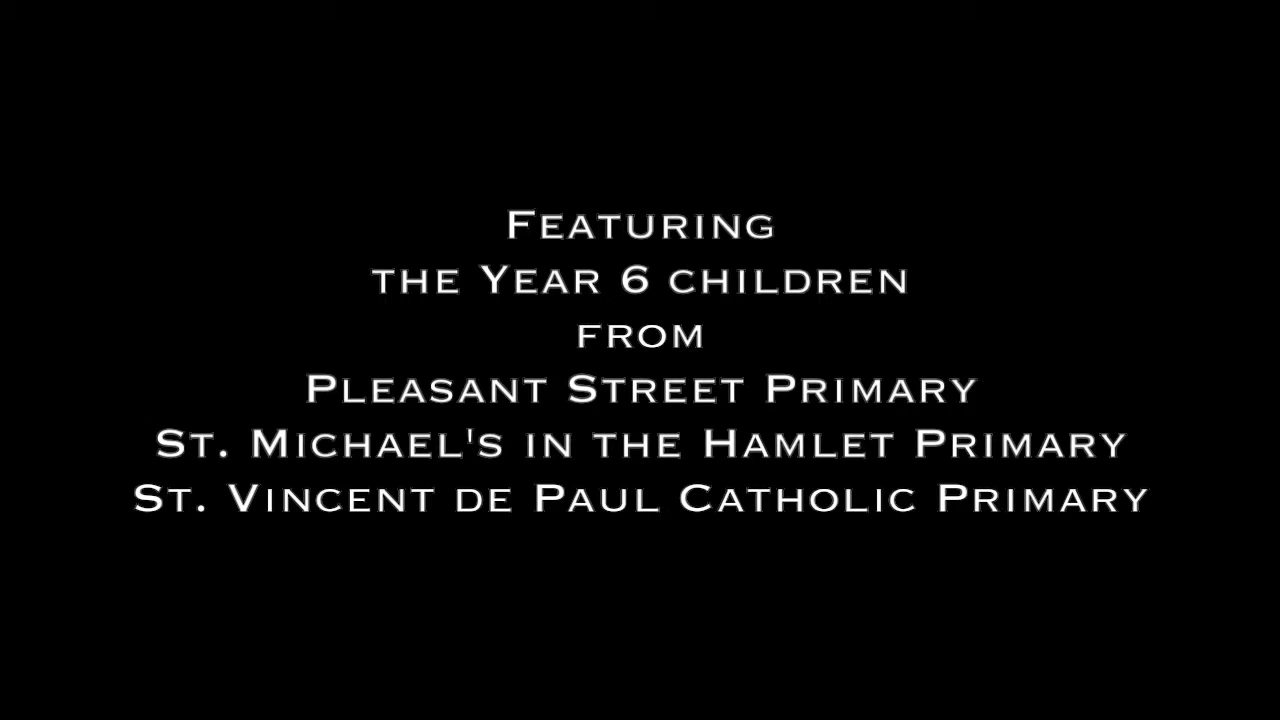 Featuring
the Year 6 children
from
Pleasant Street Primary
St. Michael's in the Hamlet Primary
St. Vincent de Paul Catholic Primary